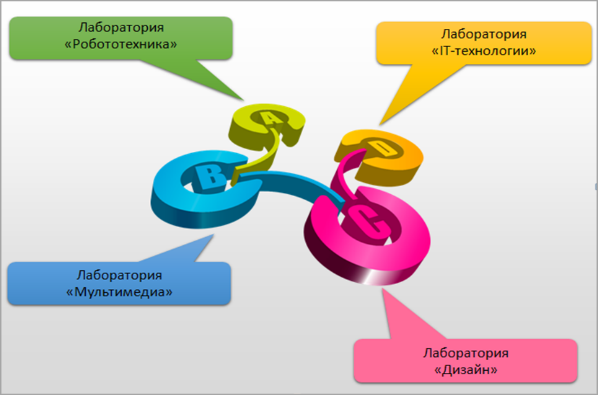 Лаборатория
«Робототехника»
Лаборатория
«IT-технологии»
A
D
B
C
Лаборатория
«Мультимедиа»
Лаборатория
«Дизайн»